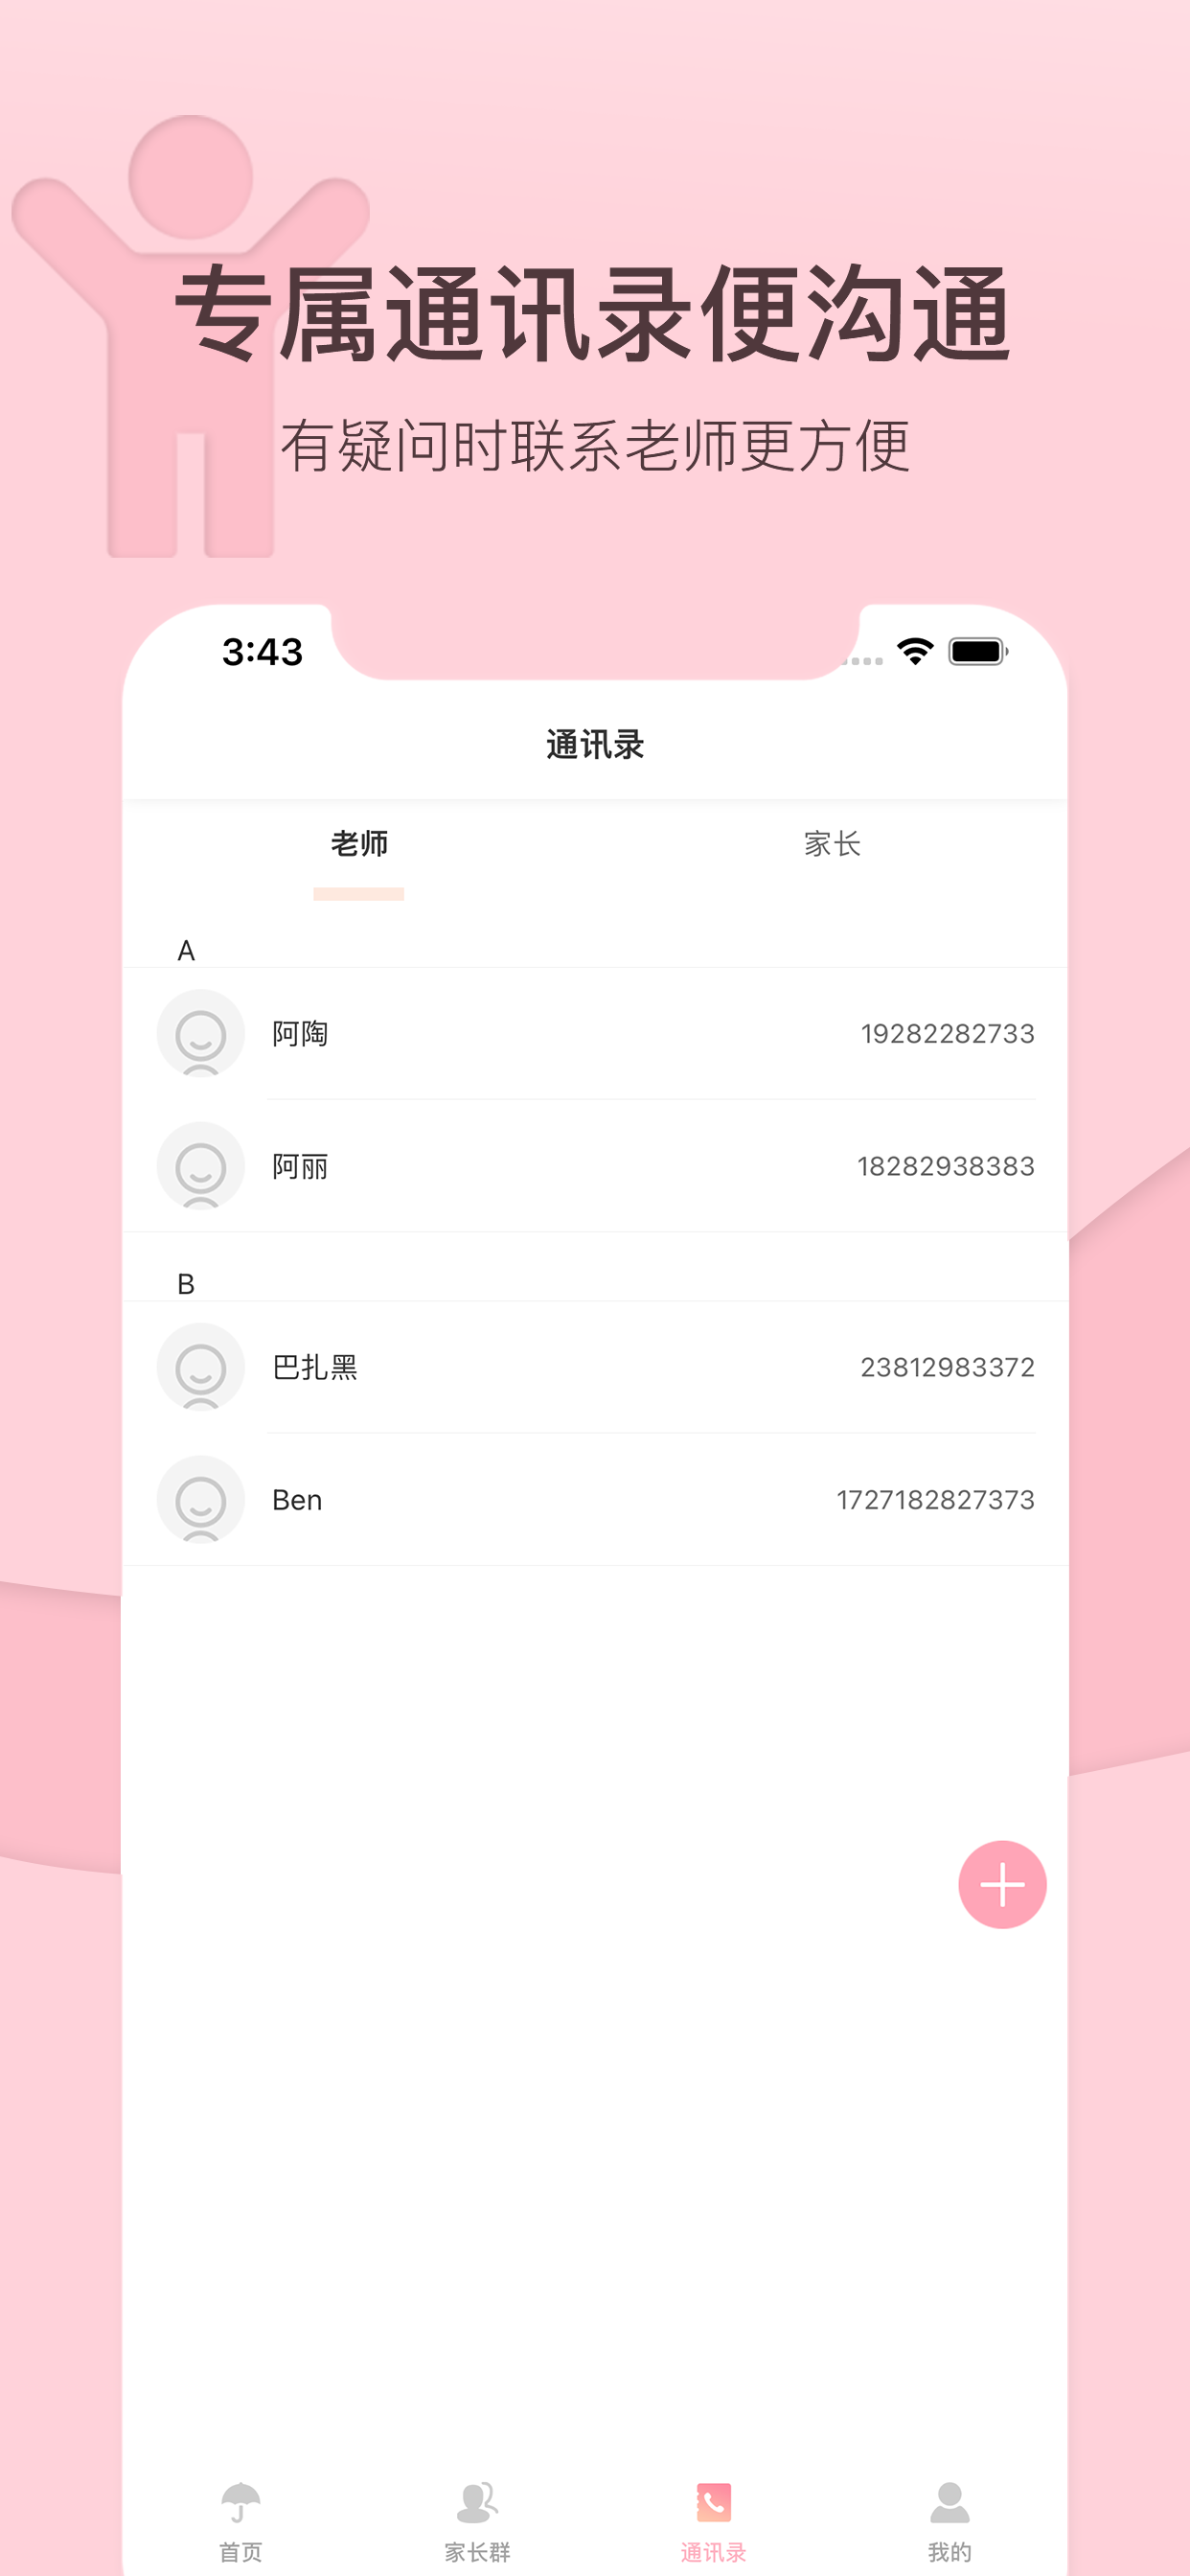 专属通讯录便沟通
有疑问时联系老师更方便
3:43
通讯录
老师 家长
A
阿陶 19282282733
阿丽 18282938383
B
巴扎黑 23812983372
Ben 1727182827373
首页 家长群 通讯录 我的